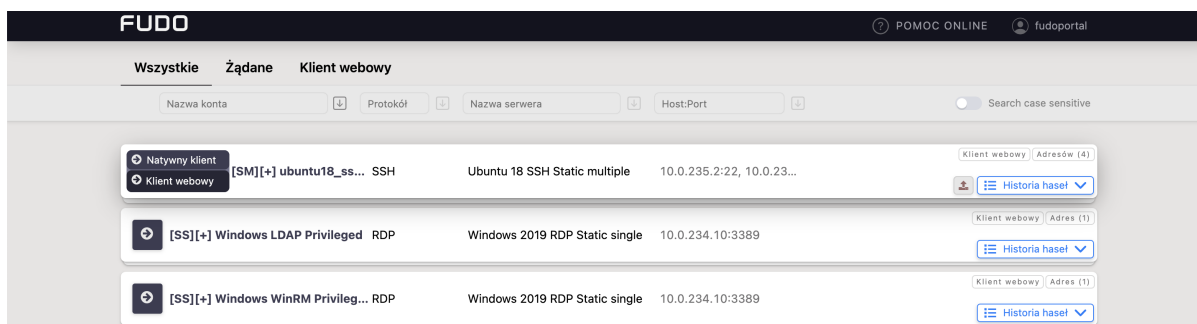 FUDO
POMOC ONLINE fudoportal
Wszystkie Żądane Klient webowy
Nazwa konta Protokół Nazwa serwera Host:Port Search case sensitive
Natywny klient
Klient webowy
[SM][+] ubuntu18_ss... SSH Ubuntu 18 SSH Static multiple 10.0.235.2:22, 10.0.23...
Klient webowy Adresów (4)
Historia haseł
[SS][+] Windows LDAP Privileged RDP Windows 2019 RDP Static single 10.0.234.10:3389
Klient webowy Adres (1)
Historia haseł
[SS][+] Windows WinRM Privileg... RDP Windows 2019 RDP Static single 10.0.234.10:3389
Klient webowy Adres (1)
Historia haseł